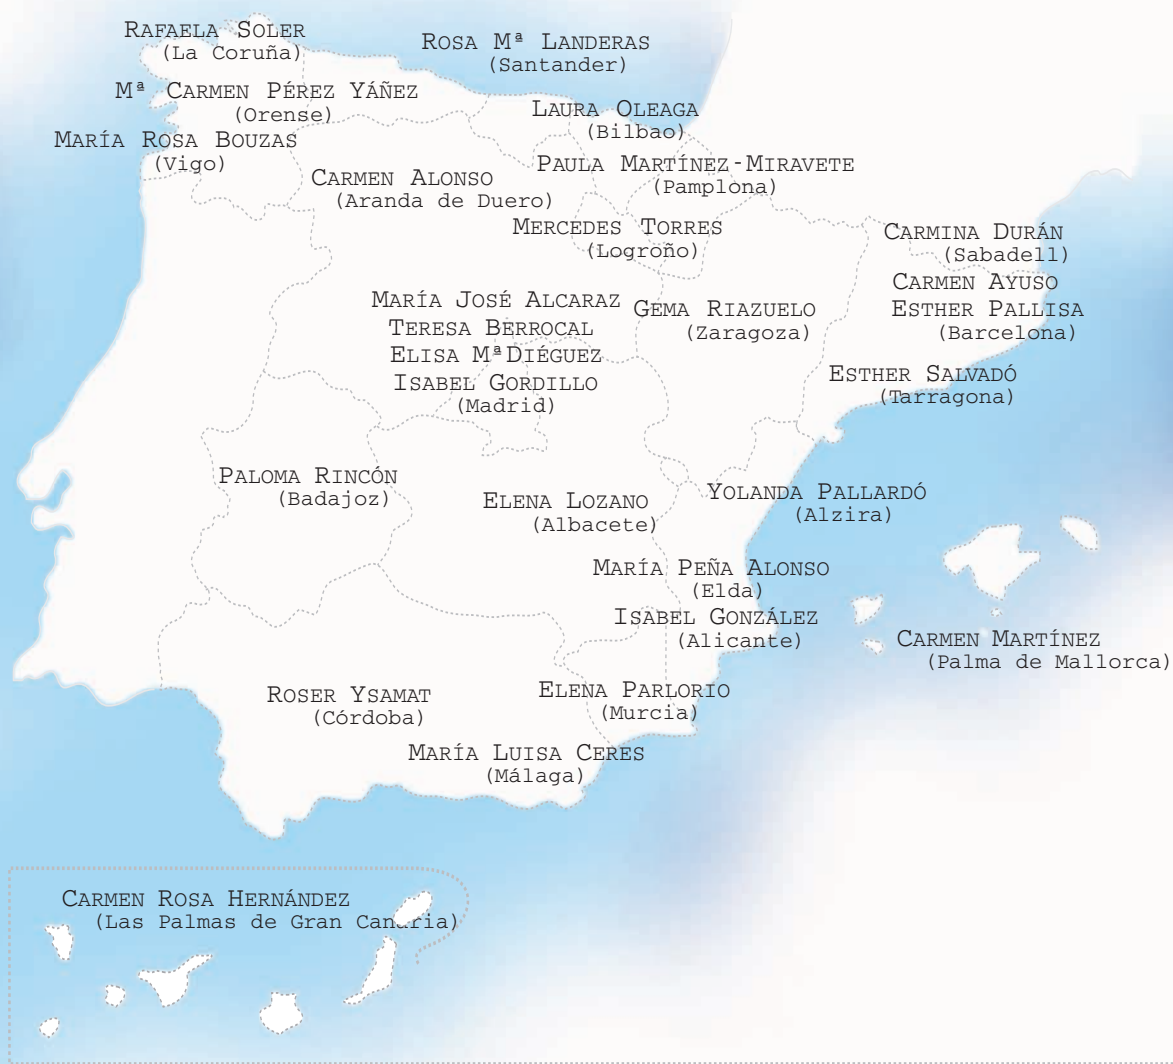 RAFAELA SOLER
(La Coruña)
ROSA Mª LANDERAS
(Santander)
Mª CARMEN PÉREZ YÁÑEZ
(Orense)
LAURA OLEAGA
(Bilbao)
MARÍA ROSA BOUZAS
(Vigo)
PAULA MARTÍNEZ-MIRAVETE
(Pamplona)
CARMEN ALONSO
(Aranda de Duero)
MERCEDES TORRES
(Logroño)
CARMINA DURÁN
(Sabadell)
CARMEN AYUSO
ESTHER PALLISA
(Barcelona)
MARÍA JOSÉ ALCARAZ
TERESA BERROCAL
ELISA Mª DIÉGUEZ
ISABEL GORDILLO
(Madrid)
GEMA RIAZUELO
(Zaragoza)
ESTHER SALVADÓ
(Tarragona)
PALOMA RINCÓN
(Badajoz)
ELENA LOZANO
(Albacete)
YOLANDA PALLARDÓ
(Alzira)
MARÍA PEÑA ALONSO
(Elda)
ISABEL GONZÁLEZ
(Alicante)
CARMEN MARTÍNEZ
(Palma de Mallorca)
ROSER YSAMAT
(Córdoba)
ELENA PARLORIO
(Murcia)
MARÍA LUISA CERES
(Málaga)
CARMEN ROSA HERNÁNDEZ
(Las Palmas de Gran Canaria)